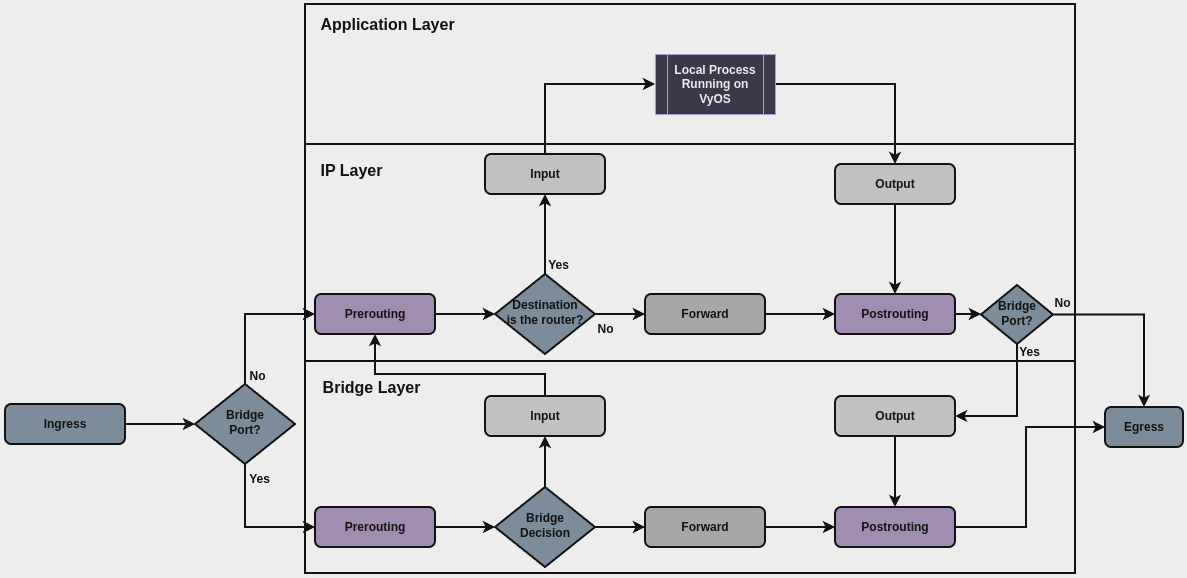 Application Layer
Local Process
Running on
VyOS
IP Layer
Input
Output
Yes
Prerouting
Destination
is the router?
No
Forward
Postrouting
Bridge
Port?
No
Yes
No
Bridge Layer
Ingress
Bridge
Port?
Input
Output
Egress
Yes
Prerouting
Bridge
Decision
Forward
Postrouting